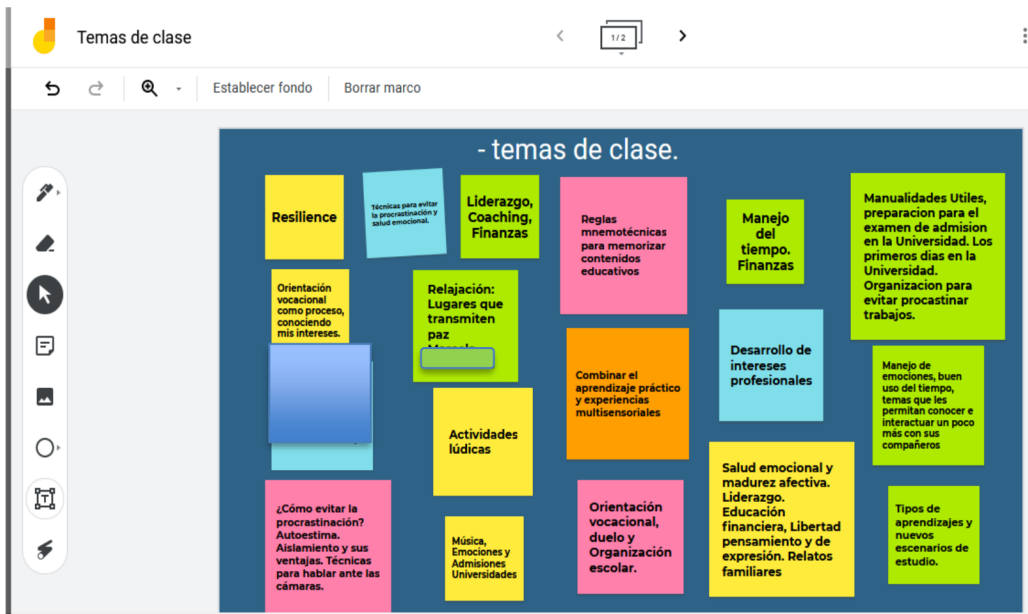 Temas de clase
1/2
Establecer fondo
Borrar marco
- temas de clase.
Resilience
Técnicas para evitar
la procrastinación y
salud emocional.
Liderazgo,
Coaching,
Finanzas
Reglas
mnemotécnicas
para memorizar
contenidos
educativos
Manejo
del
tiempo.
Finanzas
Manualidades Utiles,
preparacion para el
examen de admision
en la Universidad. Los
primeros dias en la
Universidad.
Organizacion para
evitar procastinar
trabajos.
Orientación
vocacional
como proceso,
conociendo
mis intereses.
Relajación:
Lugares que
transmiten
paz
Combinar el
aprendizaje práctico
y experiencias
multisensoriales
Desarrollo de
intereses
profesionales
Manejo de
emociones, buen
uso del tiempo,
temas que les
permitan conocer e
interactuar un poco
más con sus
compañeros
Actividades
lúdicas
¿Cómo evitar la
procrastinación?
Autoestima.
Aislamiento y sus
ventajas. Técnicas
para hablar ante las
cámaras.
Música,
Emociones y
Admisiones
Universidades
Orientación
vocacional,
duelo y
Organización
escolar.
Salud emocional y
madurez afectiva.
Liderazgo.
Educación
financiera, Libertad
pensamiento y de
expresión. Relatos
familiares
Tipos de
aprendizajes y
nuevos
escenarios de
estudio.